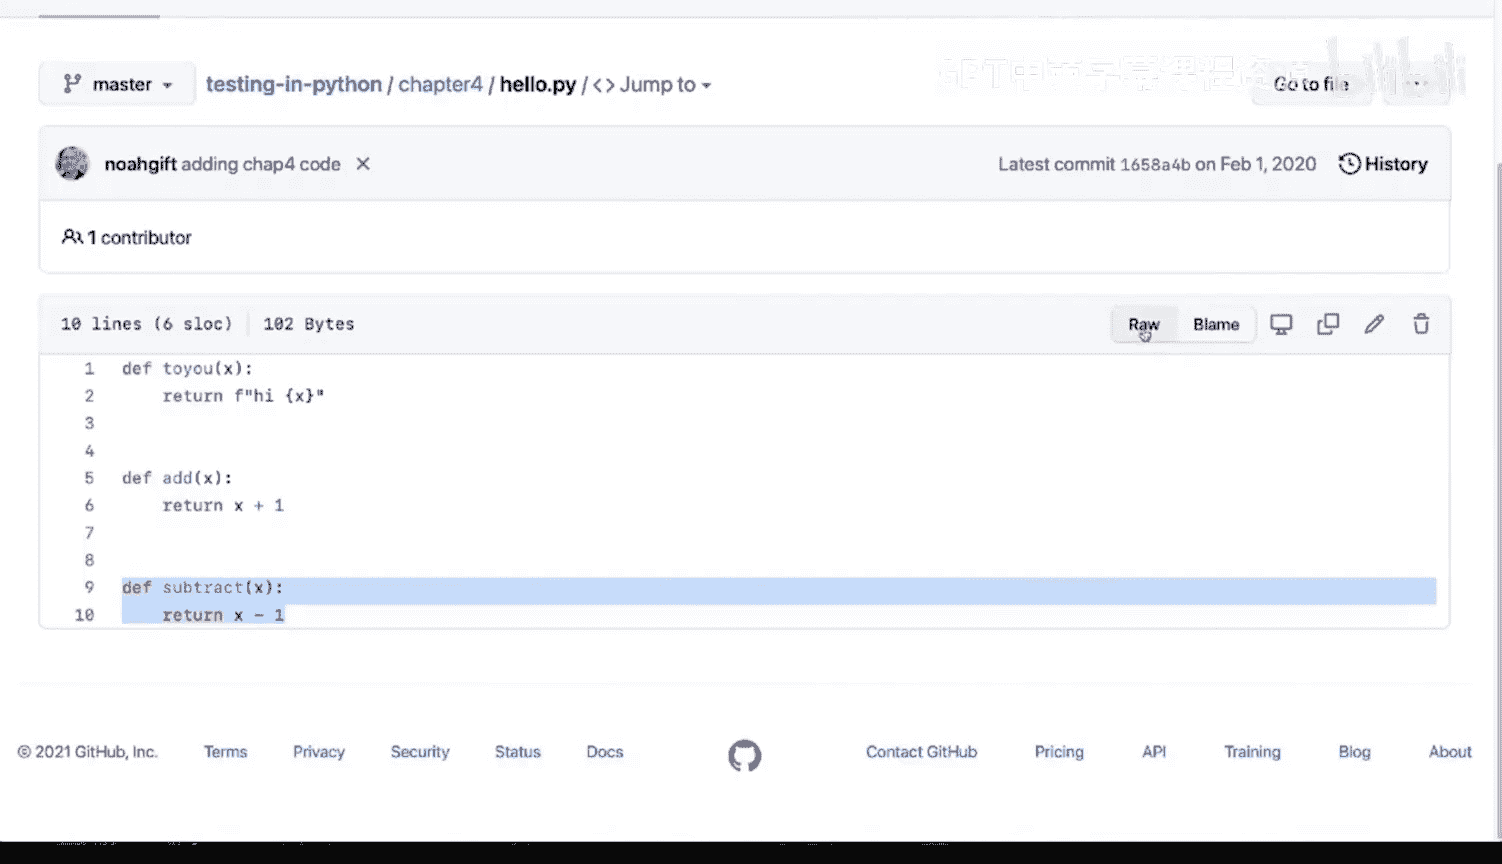 master testing-in-python / chapter4 / hello.py / <> Jump to Go to file ...
noahgift adding chap4 code × Latest commit 1658a4b on Feb 1, 2020 History
1 contributor
10 lines (6 sloc) 102 Bytes Raw Blame
1 def toyou(x):
2     return f"hi {x}"
3
4
5 def add(x):
6     return x + 1
7
8
9 def subtract(x):
10     return x - 1
© 2021 GitHub, Inc. Terms Privacy Security Status Docs Contact GitHub Pricing API Training Blog About